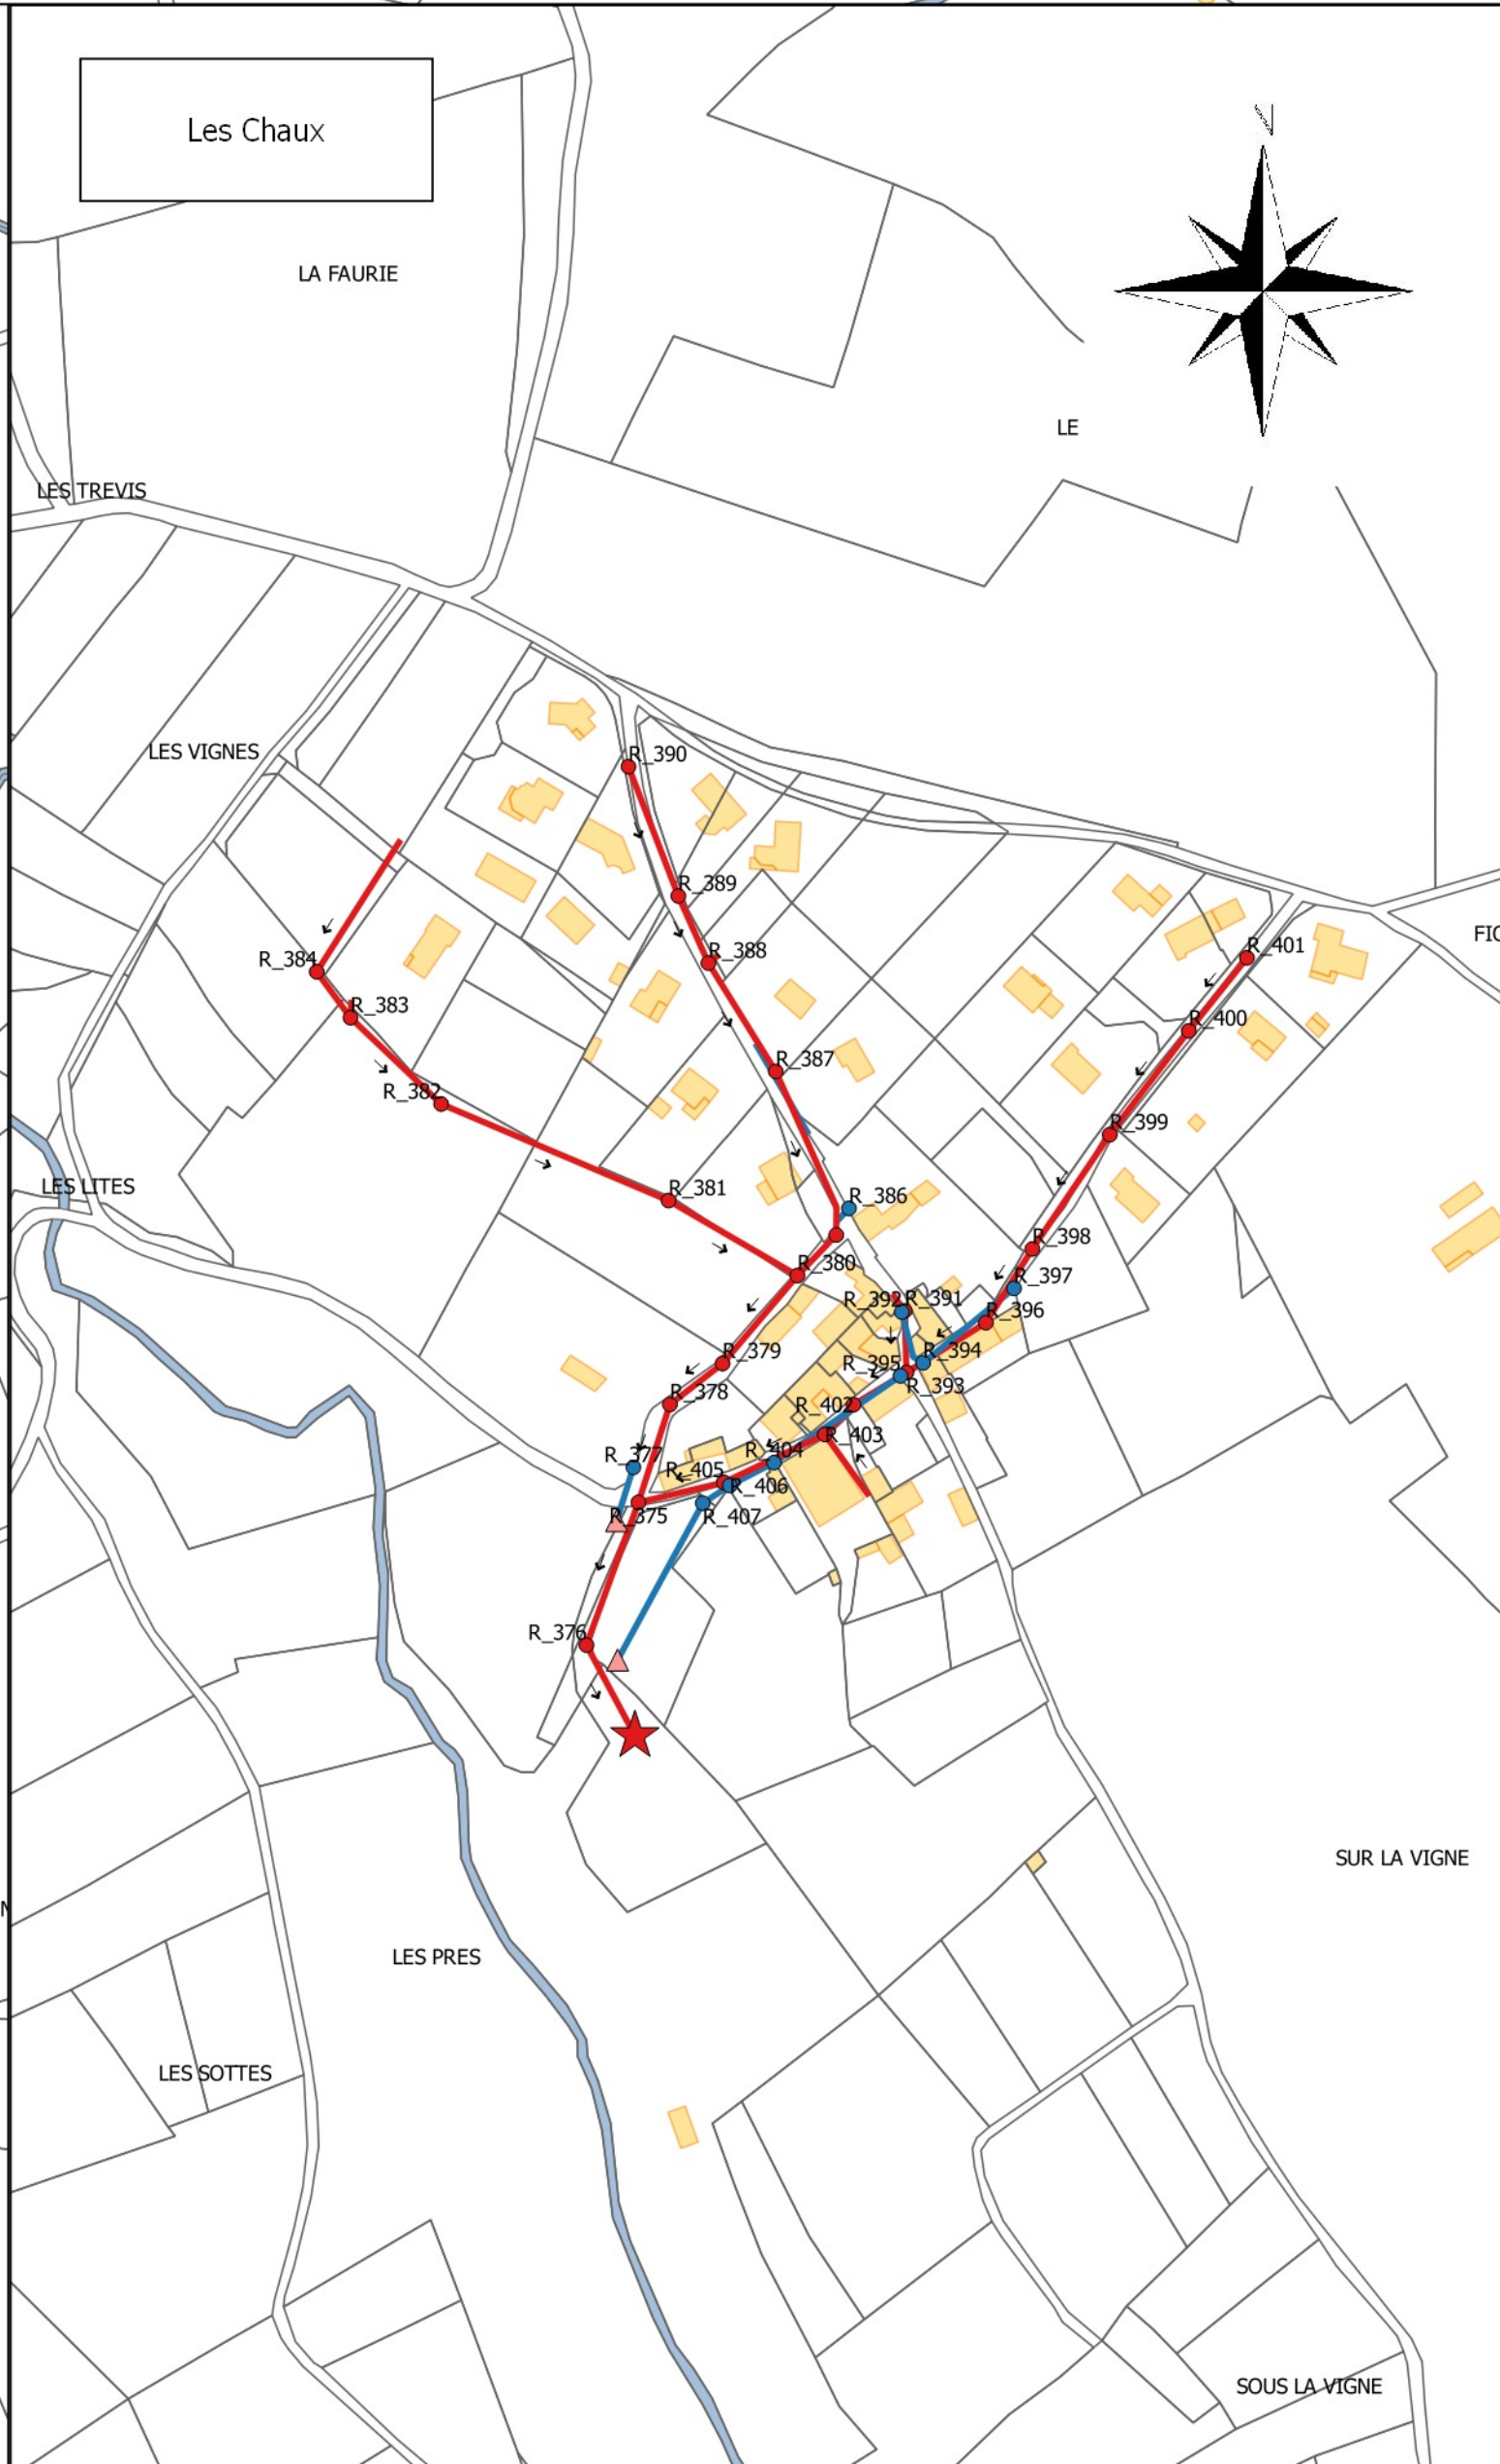 Les Chaux
N
LA FAURIE
LE
LES TREVIS
LES VIGNES
R_390
R_389
R_388
R_401
FIC
R_384
R_383
R_400
R_387
R_382
R_399
LES LITES
R_381
R_386
R_398
R_380
R_397
R_392
R_391
R_396
R_379
R_395
R_394
R_393
R_378
R_402
R_403
R_377
R_404
R_405
R_406
R_375
R_407
R_376
SUR LA VIGNE
LES PRES
LES SOTTES
SOUS LA VIGNE